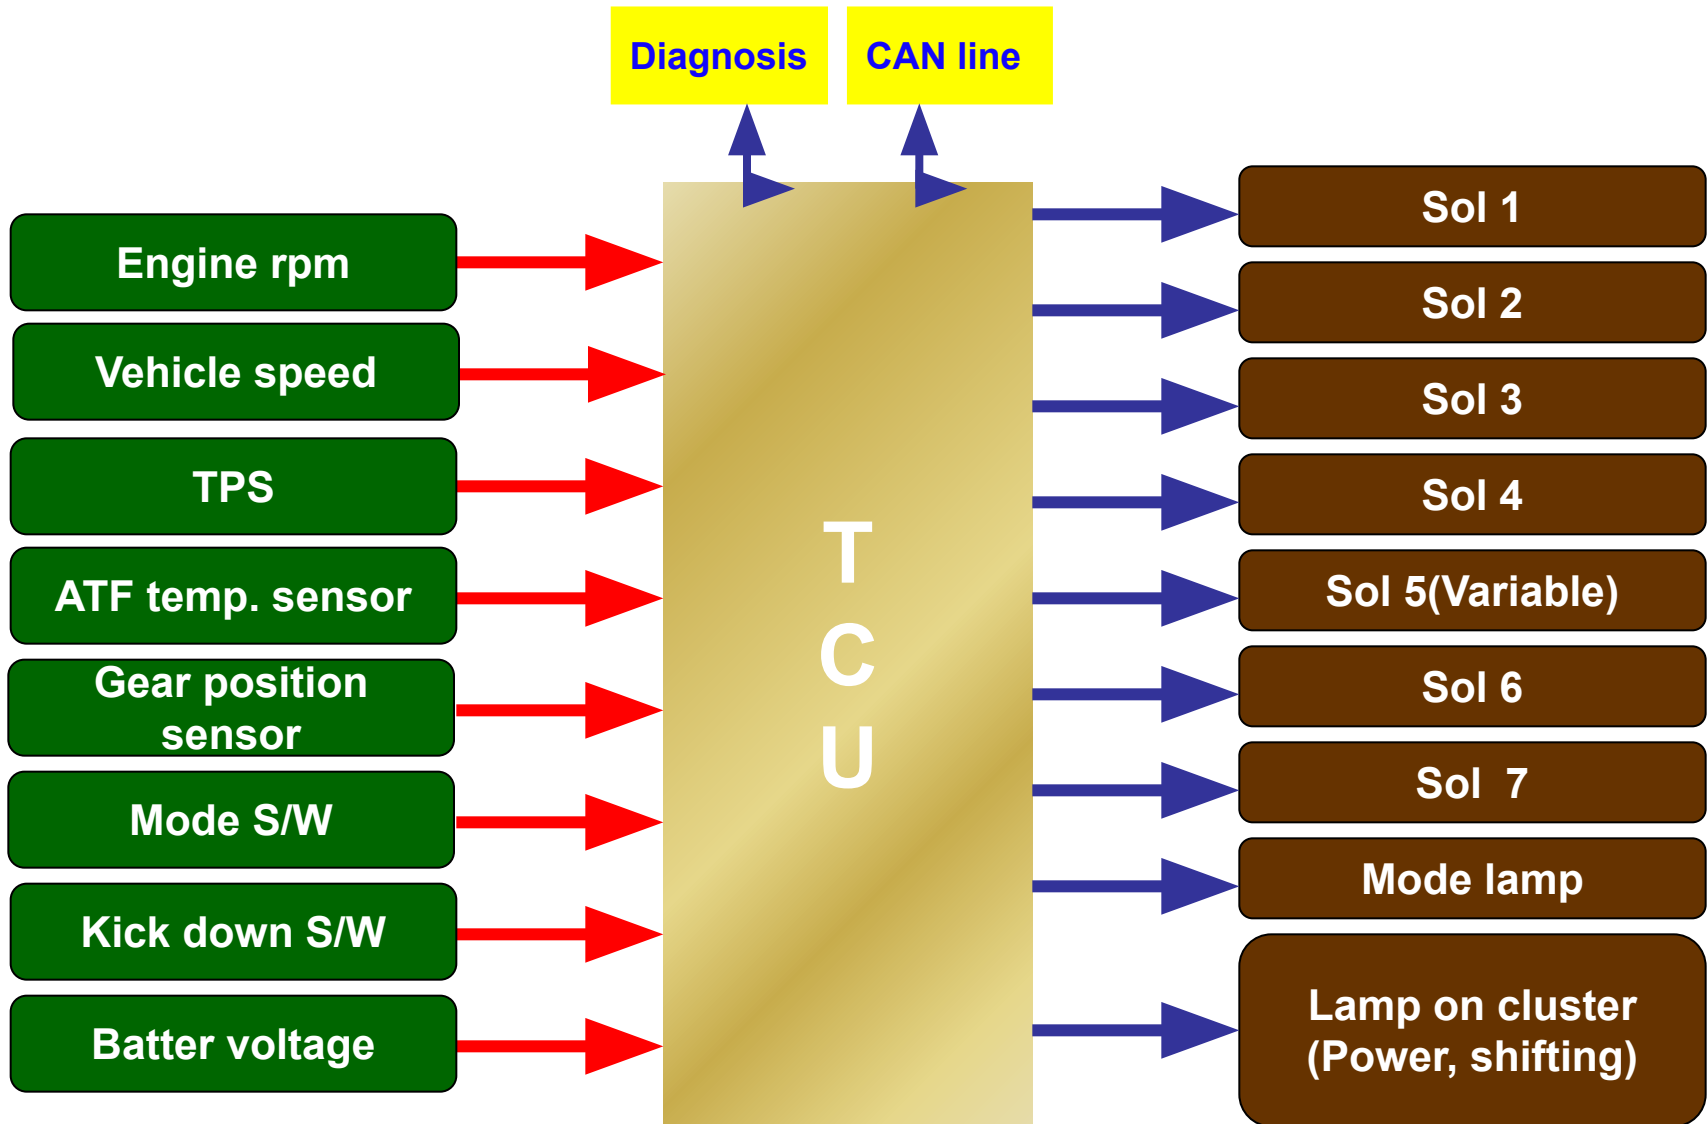 Diagnosis
CAN line
Engine rpm
Vehicle speed
TPS
ATF temp. sensor
Gear position
sensor
Mode S/W
Kick down S/W
Batter voltage
T
C
U
Sol 1
Sol 2
Sol 3
Sol 4
Sol 5(Variable)
Sol 6
Sol  7
Mode lamp
Lamp on cluster
(Power, shifting)